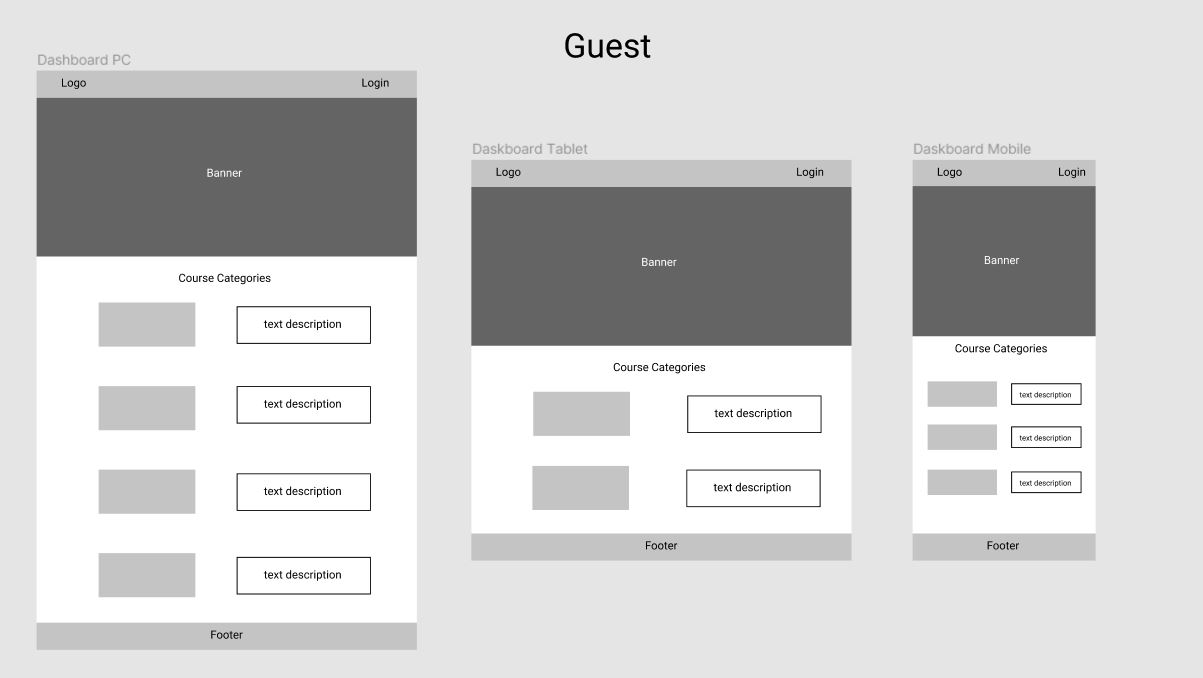 Guest
Dashboard PC
Logo
Login
Banner
Course Categories
text description
text description
text description
text description
Footer
Daskboard Tablet
Logo
Login
Banner
Course Categories
text description
text description
Footer
Daskboard Mobile
Logo
Login
Banner
Course Categories
text description
text description
text description
Footer